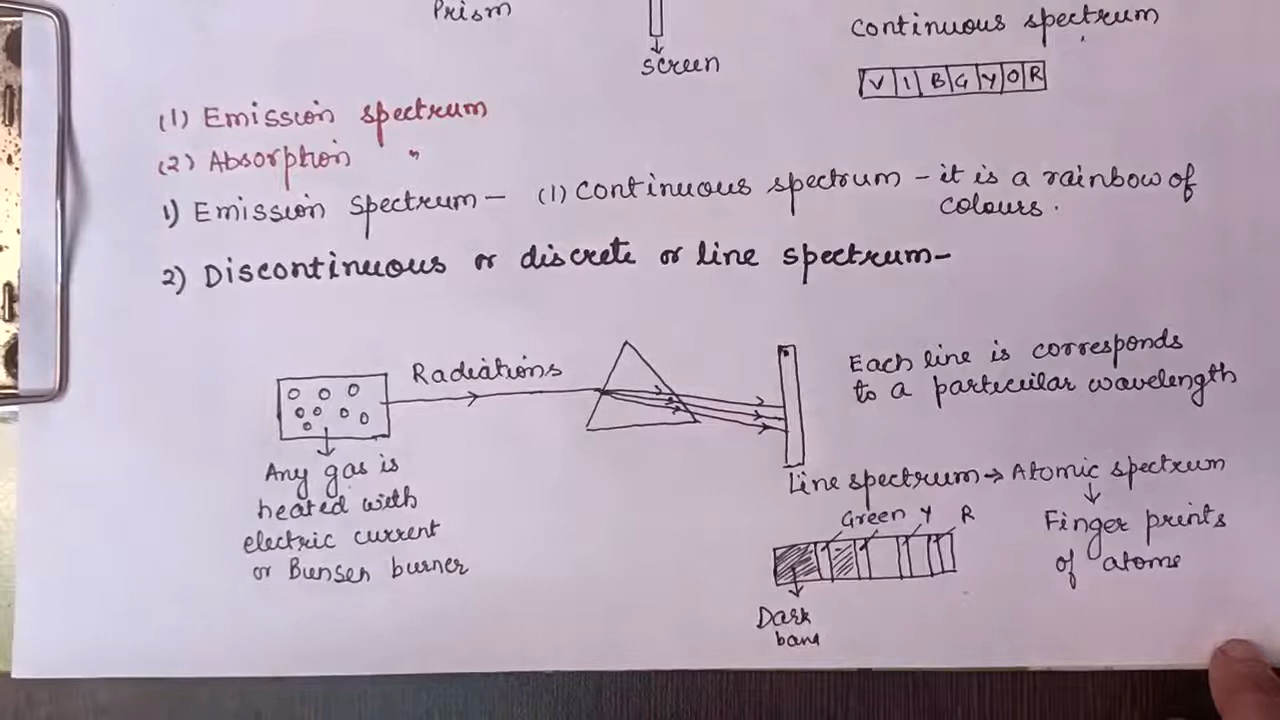 Prism
screen
Continuous spectrum
V I B G Y O R
(1) Emission spectrum
(2) Absorption "
1) Emission spectrum - (1) Continuous spectrum - it is a rainbow of
colours.
2) Discontinuous or discrete or line spectrum-
Radiations
Any gas is
heated with
electric current
or Bunsen burner
Each line is corresponds
to a particular wavelength
Line spectrum → Atomic spectrum
Finger prints
of atoms
Green Y R
Dark
band